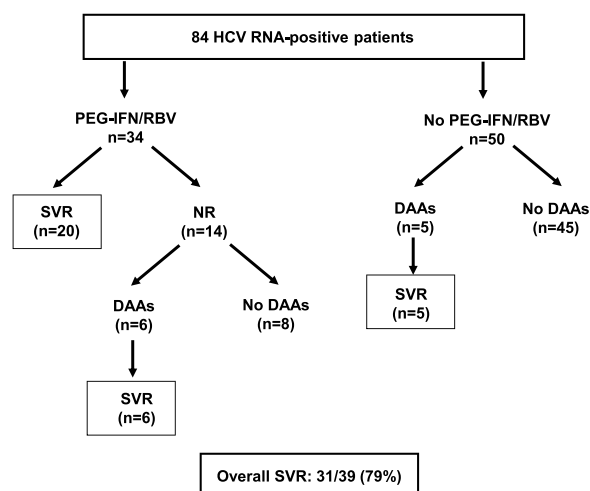 84 HCV RNA-positive patients
PEG-IFN/RBV
n=34
No PEG-IFN/RBV
n=50
SVR
(n=20)
NR
(n=14)
DAAs
(n=5)
No DAAs
(n=45)
DAAs
(n=6)
No DAAs
(n=8)
SVR
(n=5)
SVR
(n=6)
Overall SVR: 31/39 (79%)